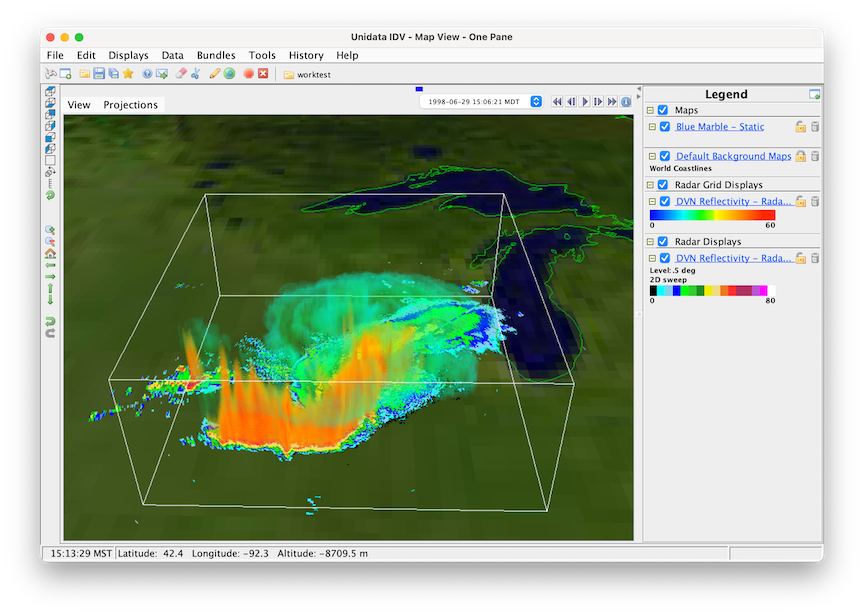 Unidata IDV - Map View - One Pane
File Edit Displays Data Bundles Tools History Help
worktest
View Projections
1998-06-29 15:06:21 MDT
Legend
Maps
Blue Marble - Static
Default Background Maps
World Coastlines
Radar Grid Displays
DVN Reflectivity - Rada...
0 60
Radar Displays
DVN Reflectivity - Rada...
Level: .5 deg
2D sweep
0 80
15:13:29 MST Latitude: 42.4 Longitude: -92.3 Altitude: -8709.5 m